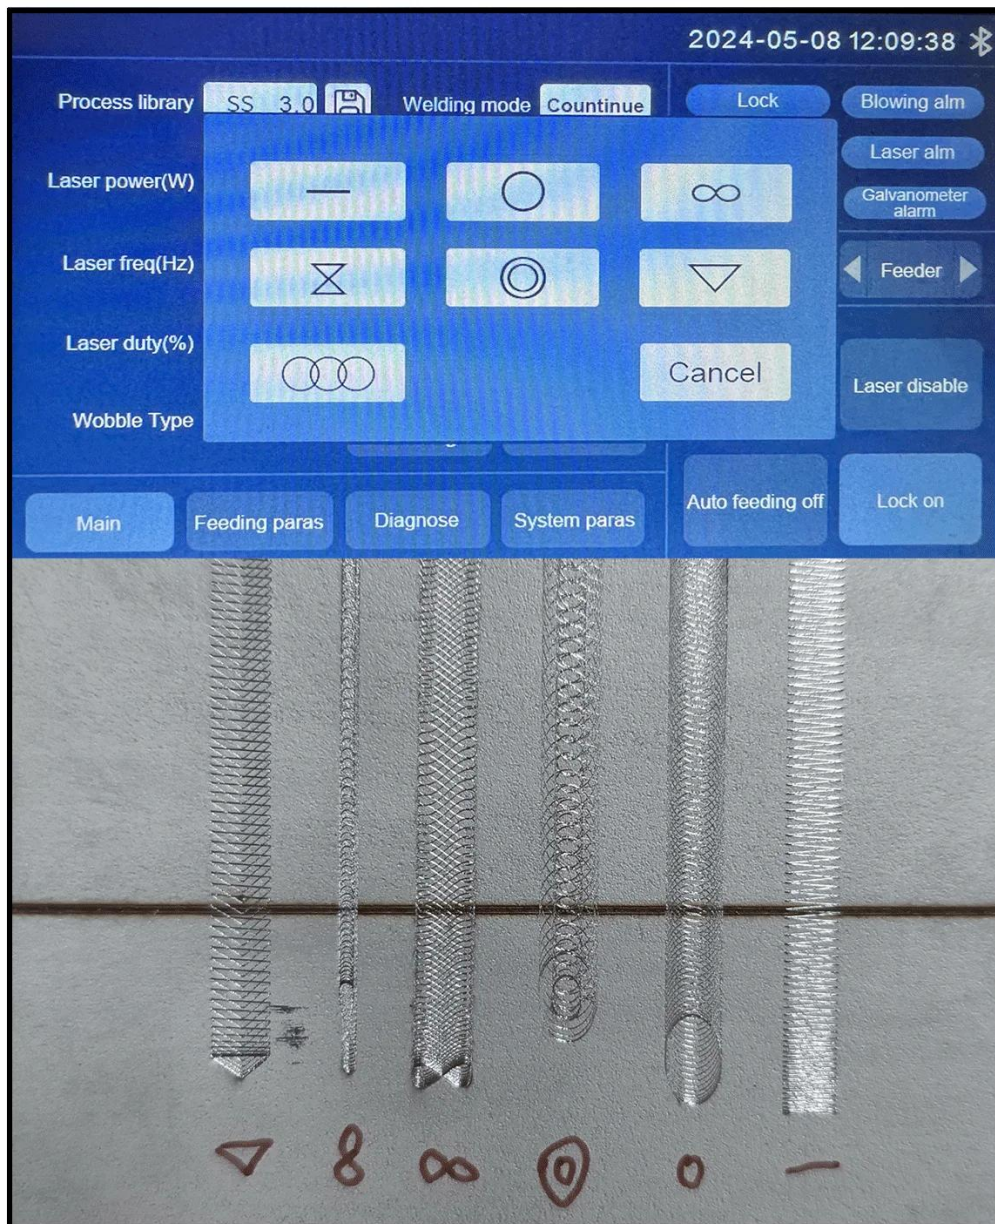 2024-05-08 12:09:38
Process library SS 3.0 Welding mode Countinue Lock Blowing alm
Laser alm
Laser power(W)
Galvanometer
alarm
Laser freq(Hz)
Feeder
Laser duty(%)
Cancel
Laser disable
Wobble Type
Auto feeding off Lock on
Main Feeding paras Diagnose System paras
8 ∞ 0 —